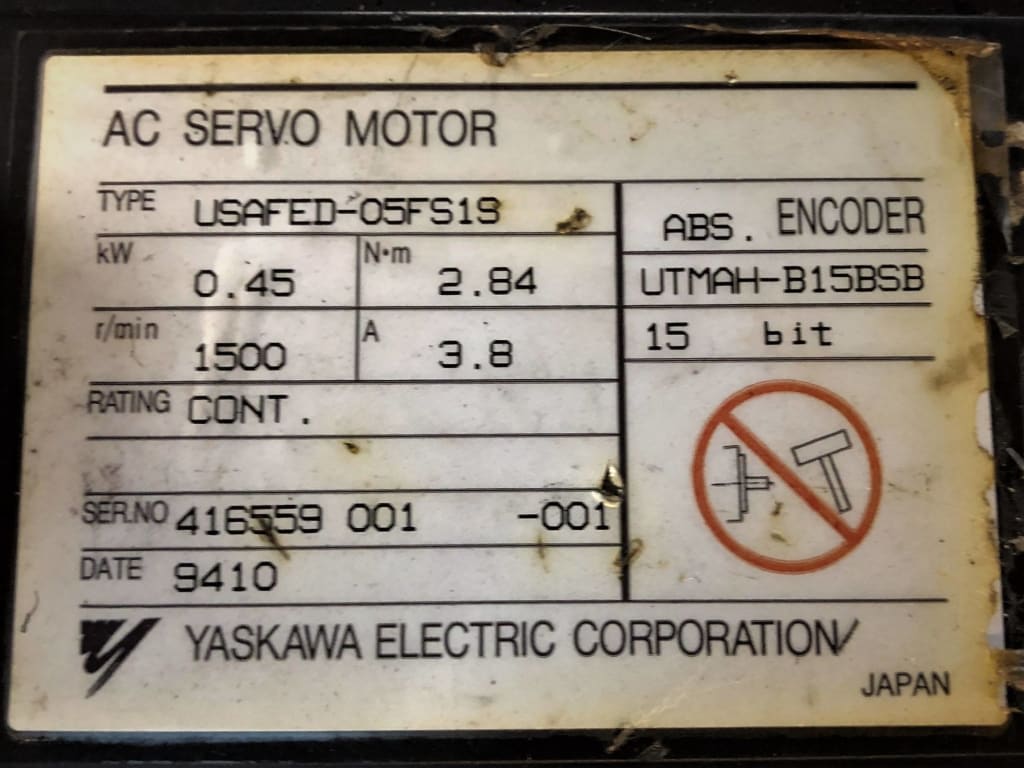 AC SERVO MOTOR
TYPE USAFED-05FS1S
ABS. ENCODER
kW 0.45 N•m 2.84
UTMAH-B15BSB
r/min 1500 A 3.8
15 bit
RATING CONT.
SER.NO 416559 001 -001
DATE 9410
YASKAWA ELECTRIC CORPORATION
JAPAN